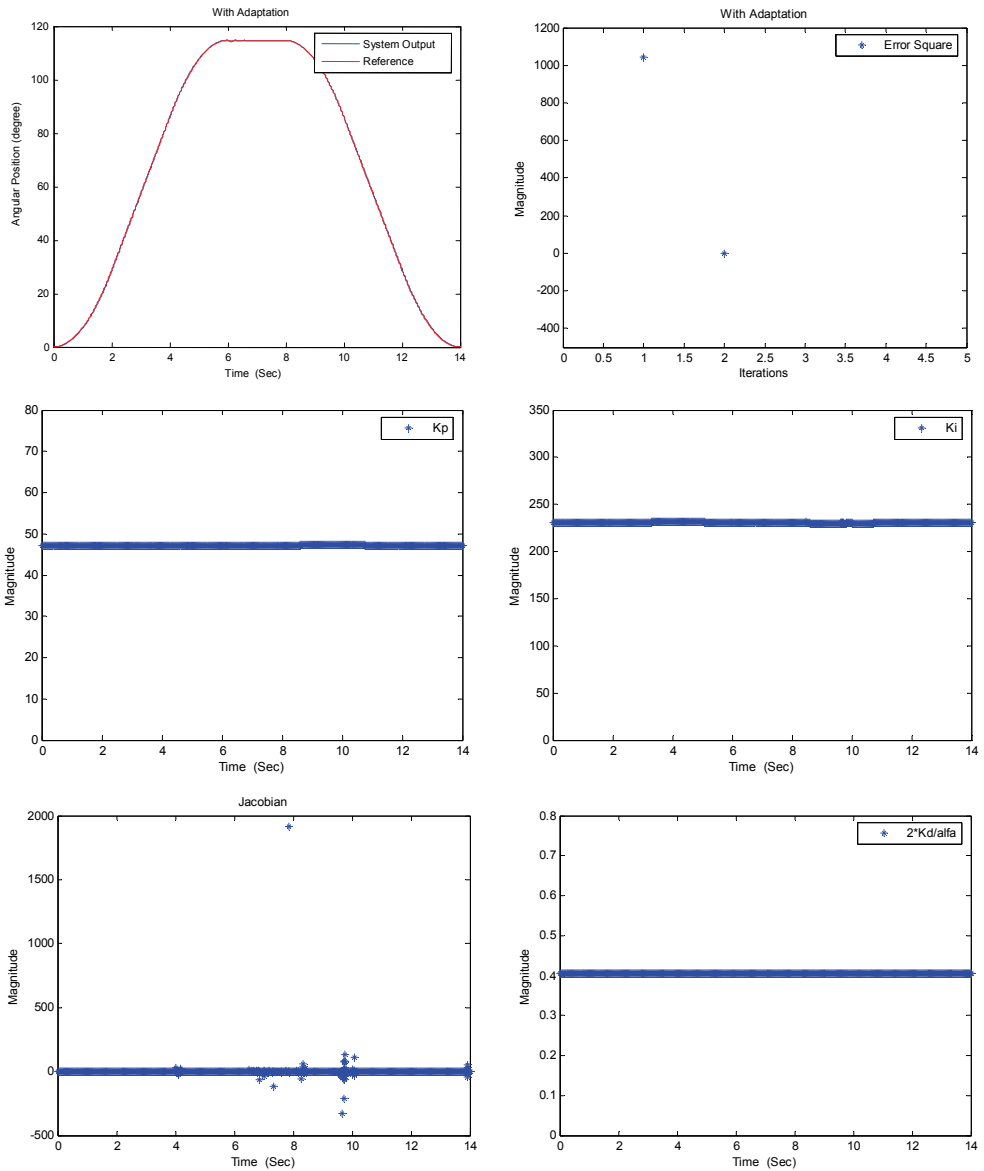 With Adaptation
120
100
80
60
40
20
0
Angular Position (degree)
System Output
Reference
0 2 4 6 8 10 12 14
Time (Sec)
With Adaptation
1200
1000
800
600
400
200
0
-200
-400
Magnitude
Error Square
0 0.5 1 1.5 2 2.5 3 3.5 4 4.5 5
Iterations
80
70
60
50
40
30
20
10
0
Magnitude
Kp
0 2 4 6 8 10 12 14
Time (Sec)
350
300
250
200
150
100
50
0
Magnitude
Ki
0 2 4 6 8 10 12 14
Time (Sec)
Jacobian
2000
1500
1000
500
0
-500
Magnitude
0 2 4 6 8 10 12 14
Time (Sec)
0.8
0.7
0.6
0.5
0.4
0.3
0.2
0.1
0
Magnitude
2*Kd/alfa
0 2 4 6 8 10 12 14
Time (Sec)